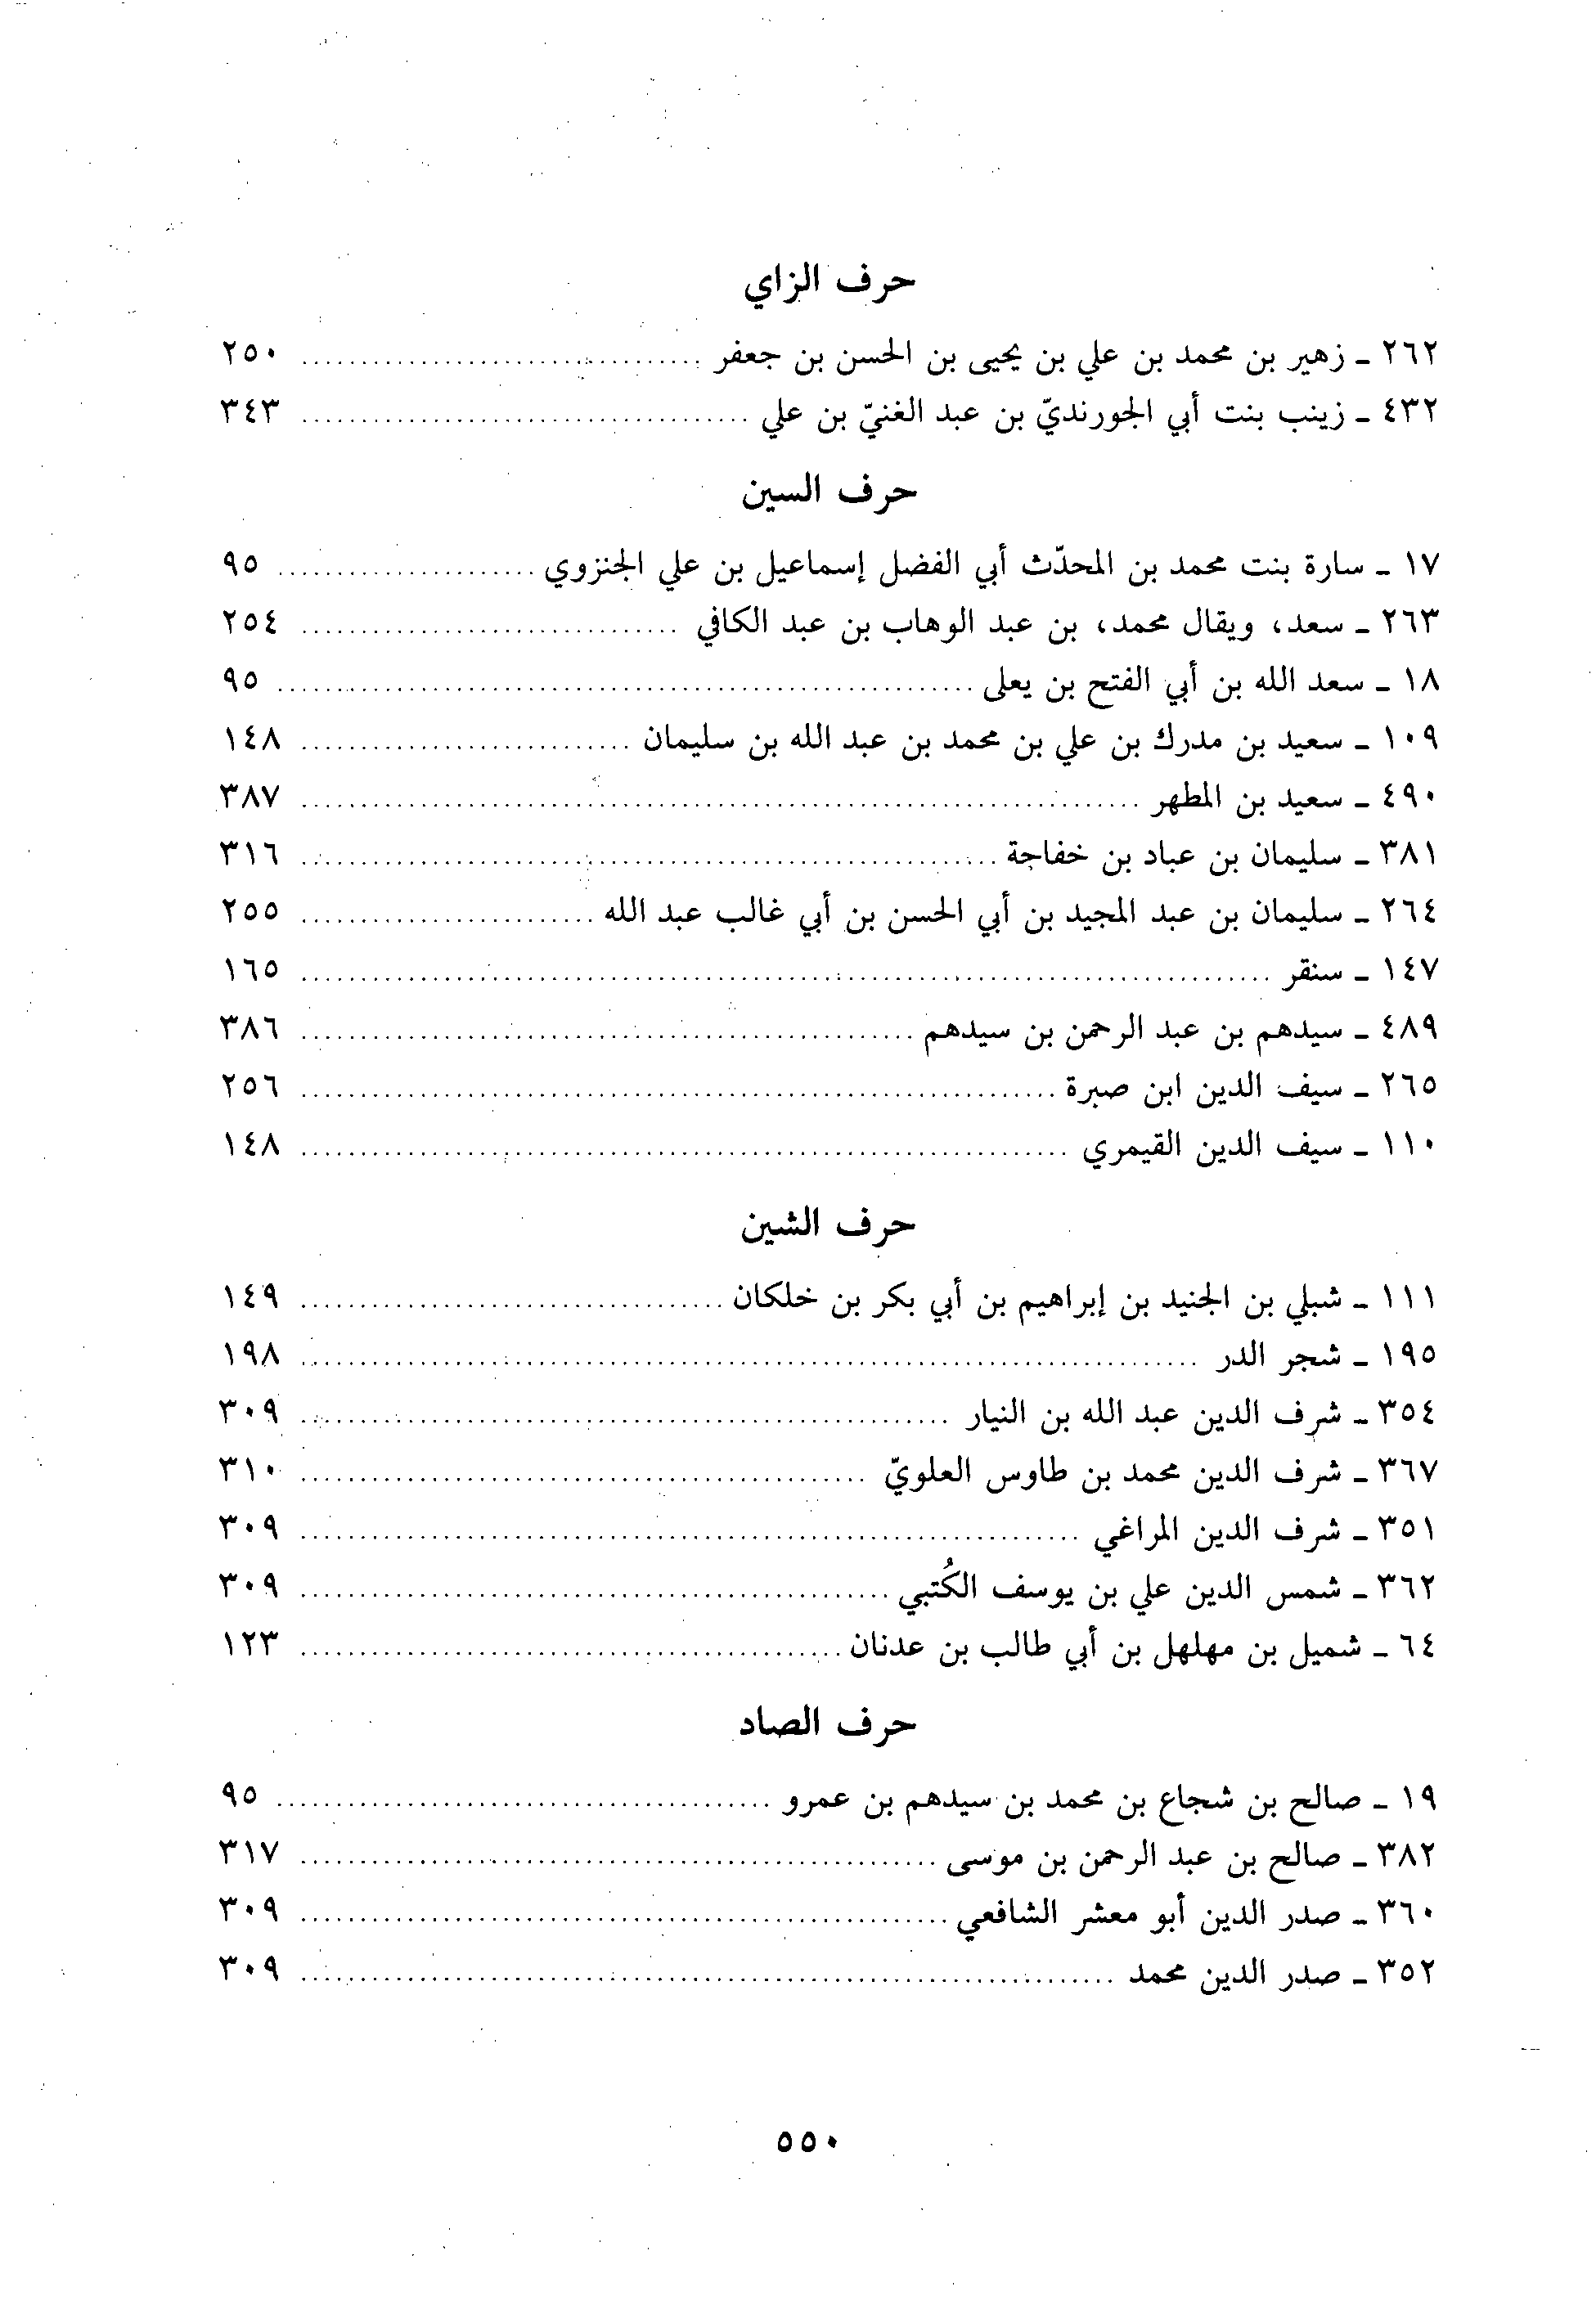 حرف الزاي
٢٦٢ ـ زهير بن محمد بن علي بن يحيى بن الحسن بن جعفر ........ ٢٥٠
٤٣٢ ـ زينب بنت أبي الجورنديّ بن عبد الغنيّ بن علي ........ ٣٤٣
حرف السين
١٧ ـ سارة بنت محمد بن المحدّث أبي الفضل إسماعيل بن علي الجنزوي ........ ٩٥
٢٦٣ ـ سعد، ويقال محمد، بن عبد الوهاب بن عبد الكافي ........ ٢٥٤
١٨ ـ سعد الله بن أبي الفتح بن يعلى ........ ٩٥
١٠٩ ـ سعيد بن مدرك بن علي بن محمد بن عبد الله بن سليمان ........ ١٤٨
٤٩٠ ـ سعيد بن المطهر ........ ٣٨٧
٣٨١ ـ سليمان بن عباد بن خفاجة ........ ٣١٦
٢٦٤ ـ سليمان بن عبد المجيد بن أبي الحسن بن أبي غالب عبد الله ........ ٢٥٥
١٤٧ ـ سنقر ........ ١٦٥
٤٨٩ ـ سيدهم بن عبد الرحمن بن سيدهم ........ ٣٨٦
٢٦٥ ـ سيف الدين ابن صبرة ........ ٢٥٦
١١٠ ـ سيف الدين القيمري ........ ١٤٨
حرف الشين
١١١ ـ شبلي بن الجنيد بن إبراهيم بن أبي بكر بن خلكان ........ ١٤٩
١٩٥ ـ شجر الدر ........ ١٩٨
٣٥٤ ـ شرف الدين عبد الله بن النيار ........ ٣٠٩
٣٦٧ ـ شرف الدين محمد بن طاوس العلويّ ........ ٣١٠
٣٥١ ـ شرف الدين المراغي ........ ٣٠٩
٣٦٢ ـ شمس الدين علي بن يوسف الكُتبي ........ ٣٠٩
٦٤ ـ شميل بن مهلهل بن أبي طالب بن عدنان ........ ١٢٣
حرف الصاد
١٩ ـ صالح بن شجاع بن محمد بن سيدهم بن عمرو ........ ٩٥
٣٨٢ ـ صالح بن عبد الرحمن بن موسى ........ ٣١٧
٣٦٠ ـ صدر الدين أبو معشر الشافعي ........ ٣٠٩
٣٥٢ ـ صدر الدين محمد ........ ٣٠٩
٥٥٠